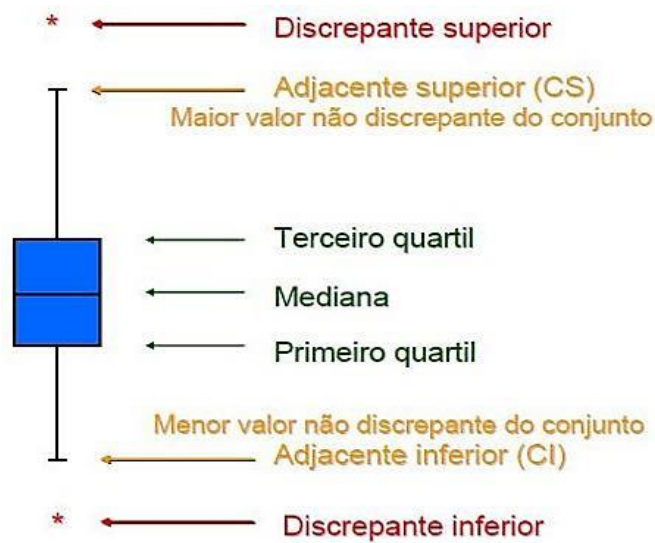 * Discrepante superior
Adjacente superior (CS)
Maior valor não discrepante do conjunto
Terceiro quartil
Mediana
Primeiro quartil
Menor valor não discrepante do conjunto
Adjacente inferior (CI)
* Discrepante inferior